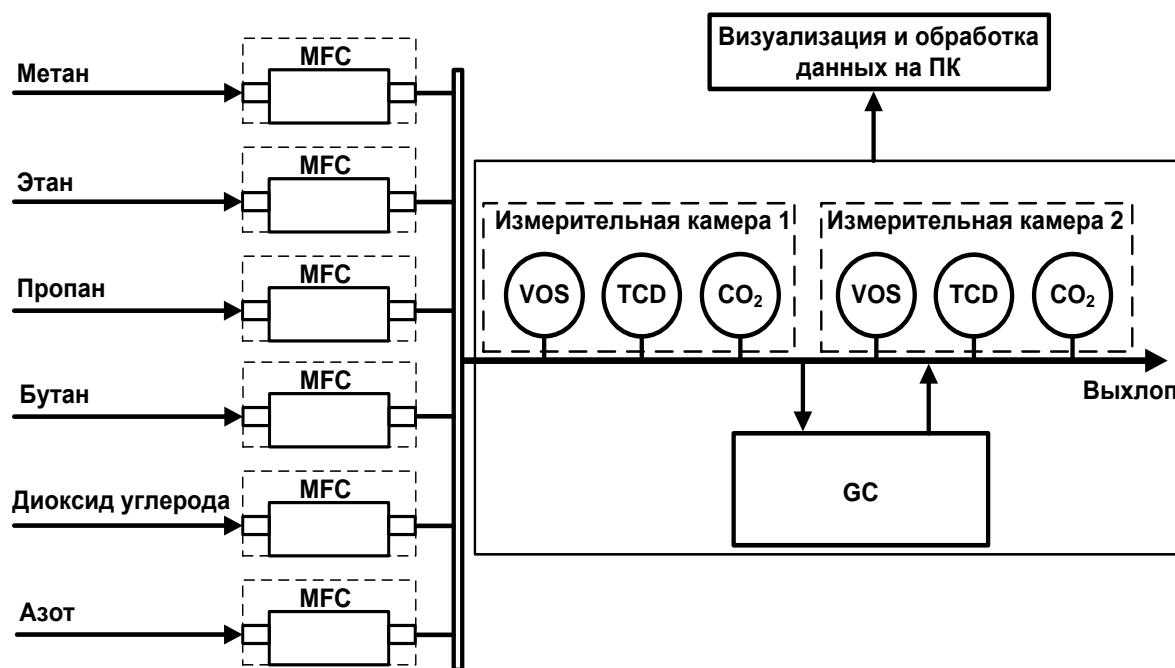 Метан
MFC
Этан
MFC
Пропан
MFC
Бутан
MFC
Диоксид углерода
MFC
Азот
MFC
Визуализация и обработка
данных на ПК
Измерительная камера 1
VOS
TCD
CO₂
Измерительная камера 2
VOS
TCD
CO₂
Выхлоп
GC